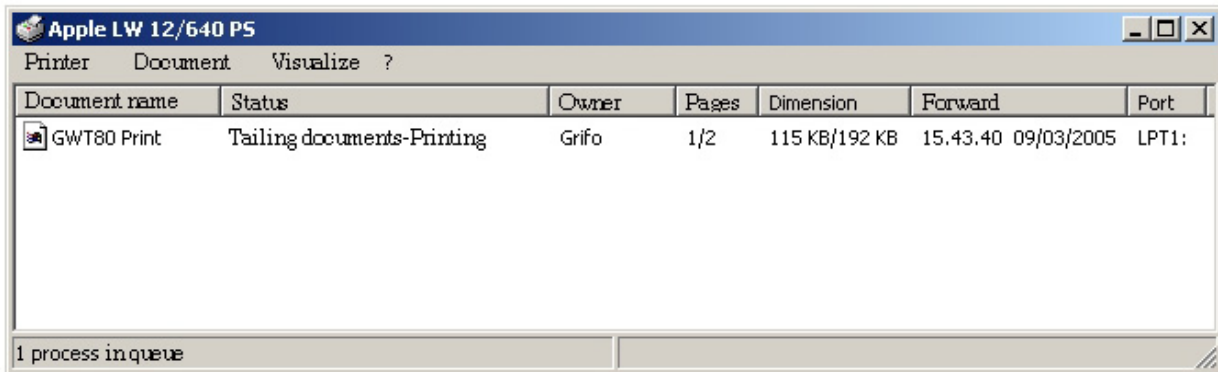 Apple LW 12/640 PS
Printer Document Visualize ?
Document name Status Owner Pages Dimension Forward Port
GWT80 Print Tailing documents-Printing Grifo 1/2 115 KB/192 KB 15.43.40 09/03/2005 LPT1:
1 process in queue